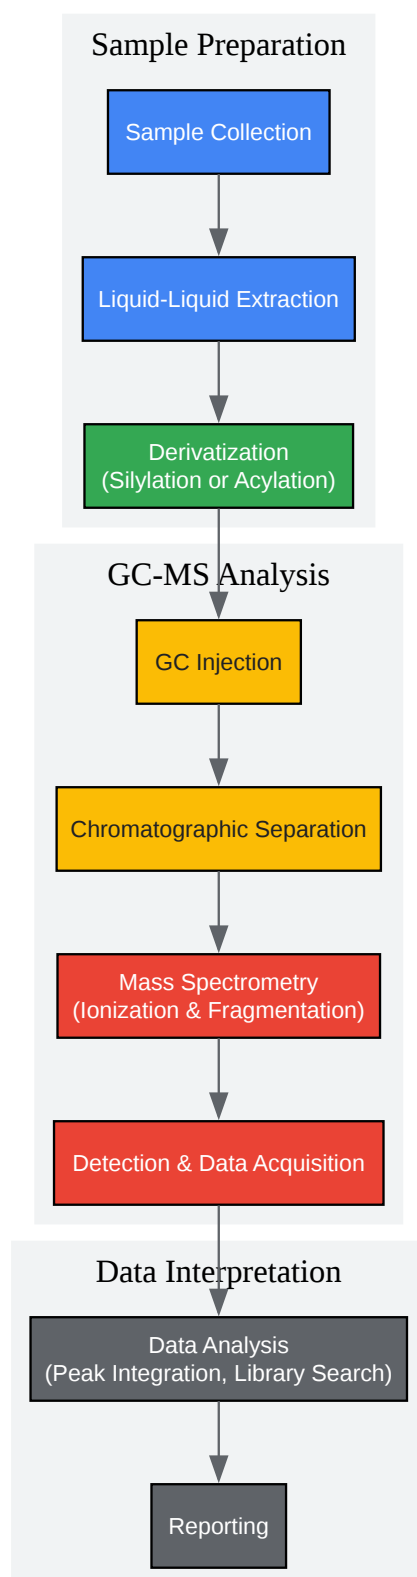 Sample Preparation
Sample Collection
Liquid-Liquid Extraction
Derivatization
(Silylation or Acylation)
GC-MS Analysis
GC Injection
Chromatographic Separation
Mass Spectrometry
(Ionization & Fragmentation)
Detection & Data Acquisition
Data Interpretation
Data Analysis
(Peak Integration, Library Search)
Reporting